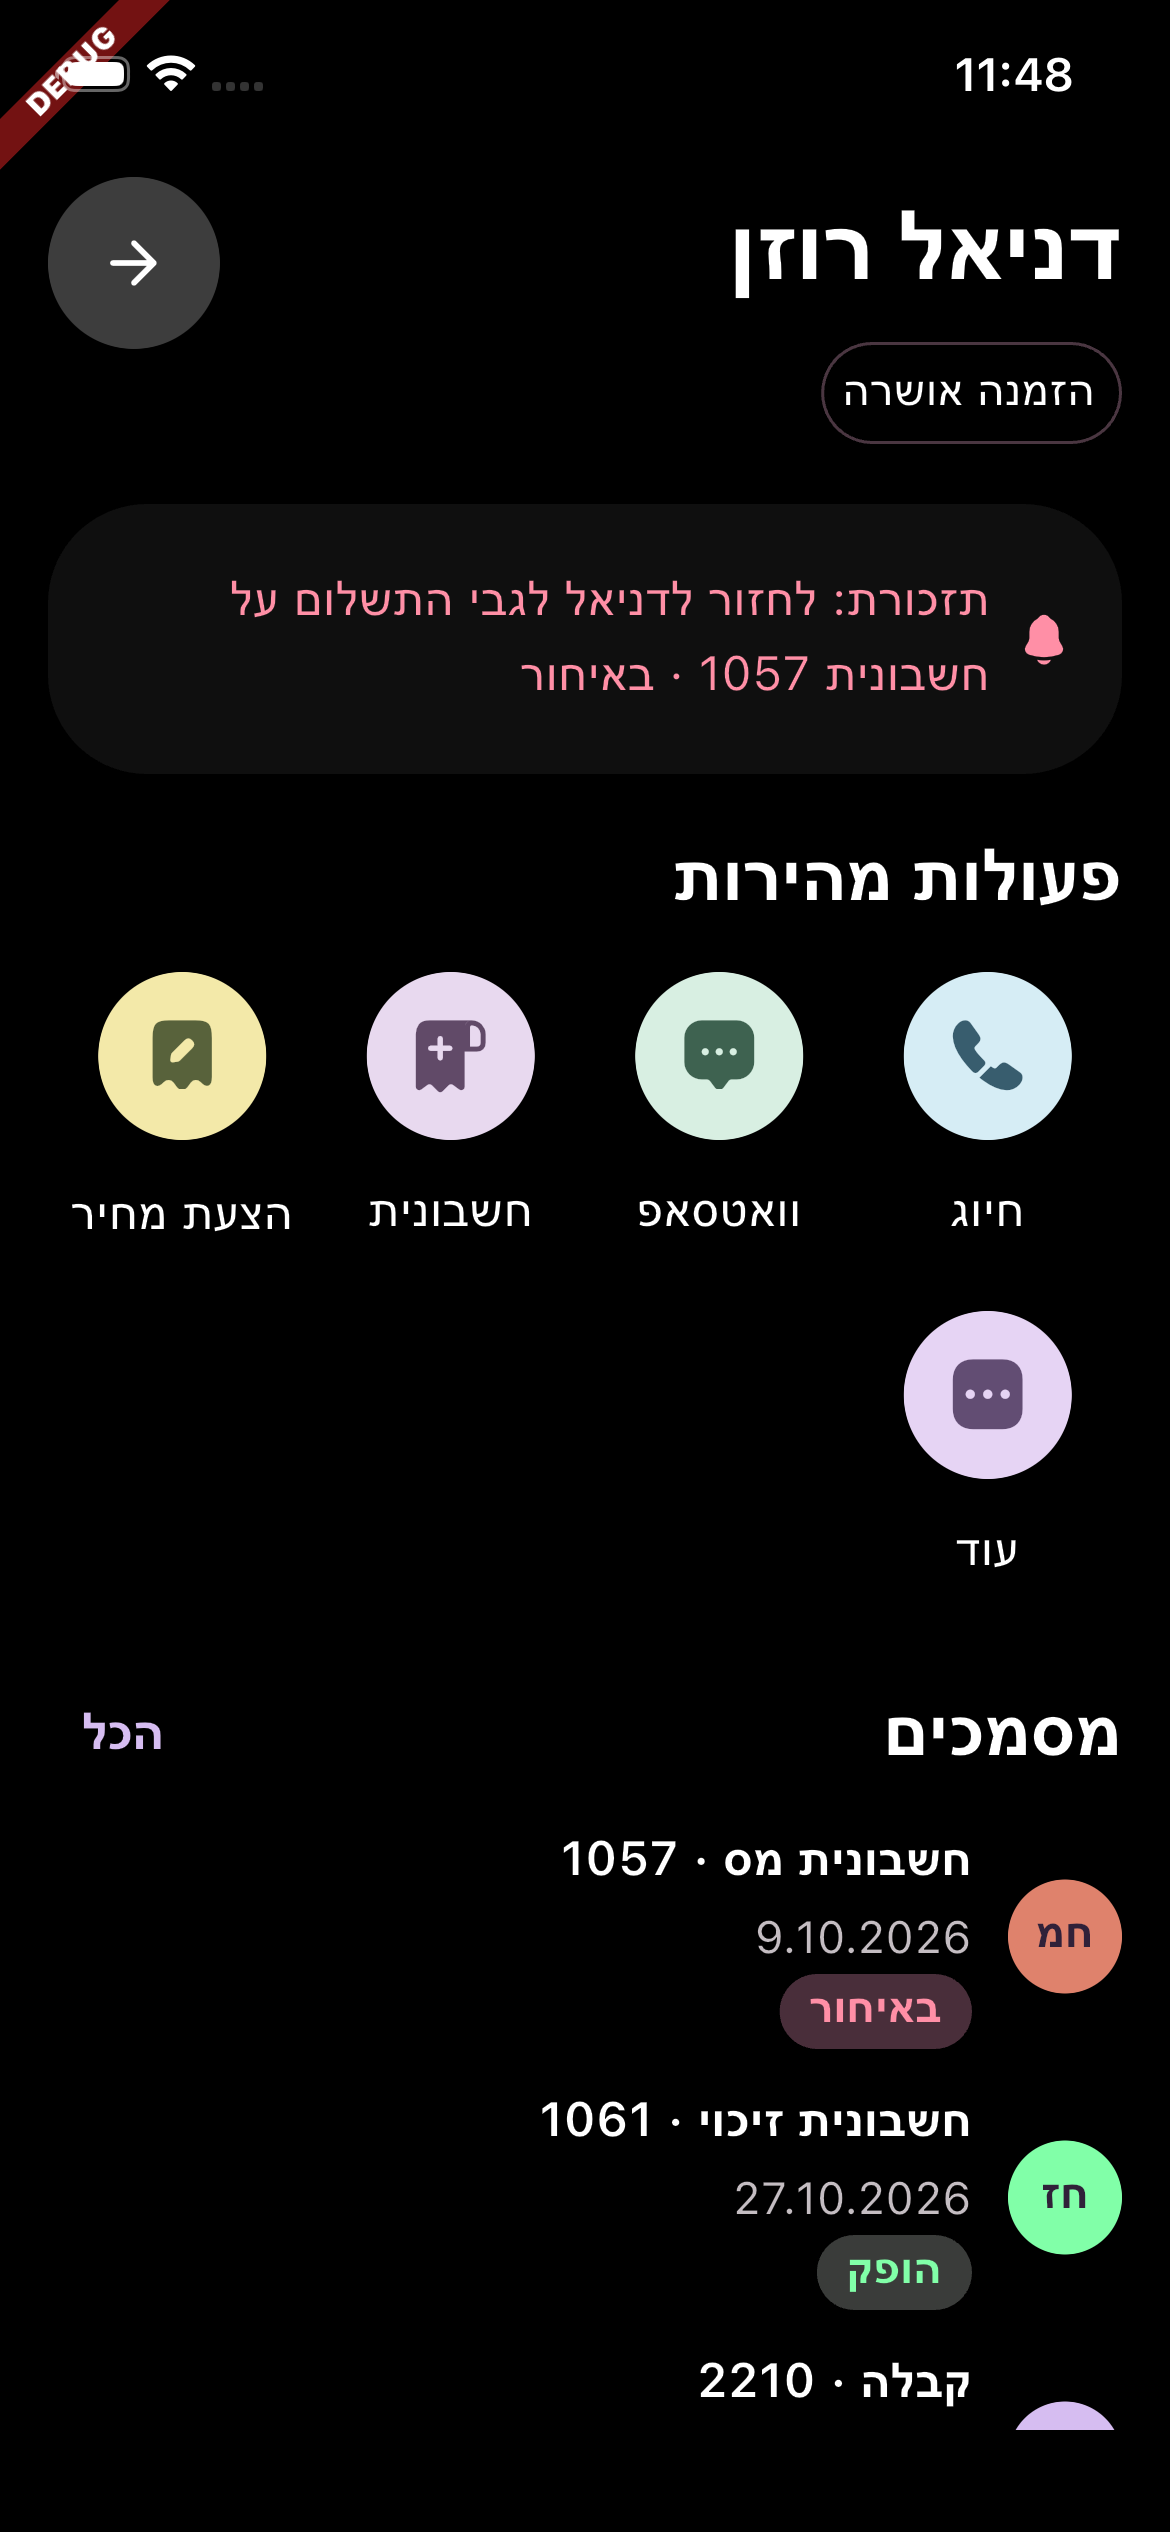 DEBUG
11:48
דניאל רוזן
הזמנה אושרה
תזכורת: לחזור לדניאל לגבי התשלום על
חשבונית 1057 · באיחור
פעולות מהירות
חיוג
וואטסאפ
חשבונית
הצעת מחיר
עוד
מסמכים
הכל
חשבונית מס · 1057
חמ
9.10.2026
באיחור
חשבונית זיכוי · 1061
חז
27.10.2026
הופק
קבלה · 2210